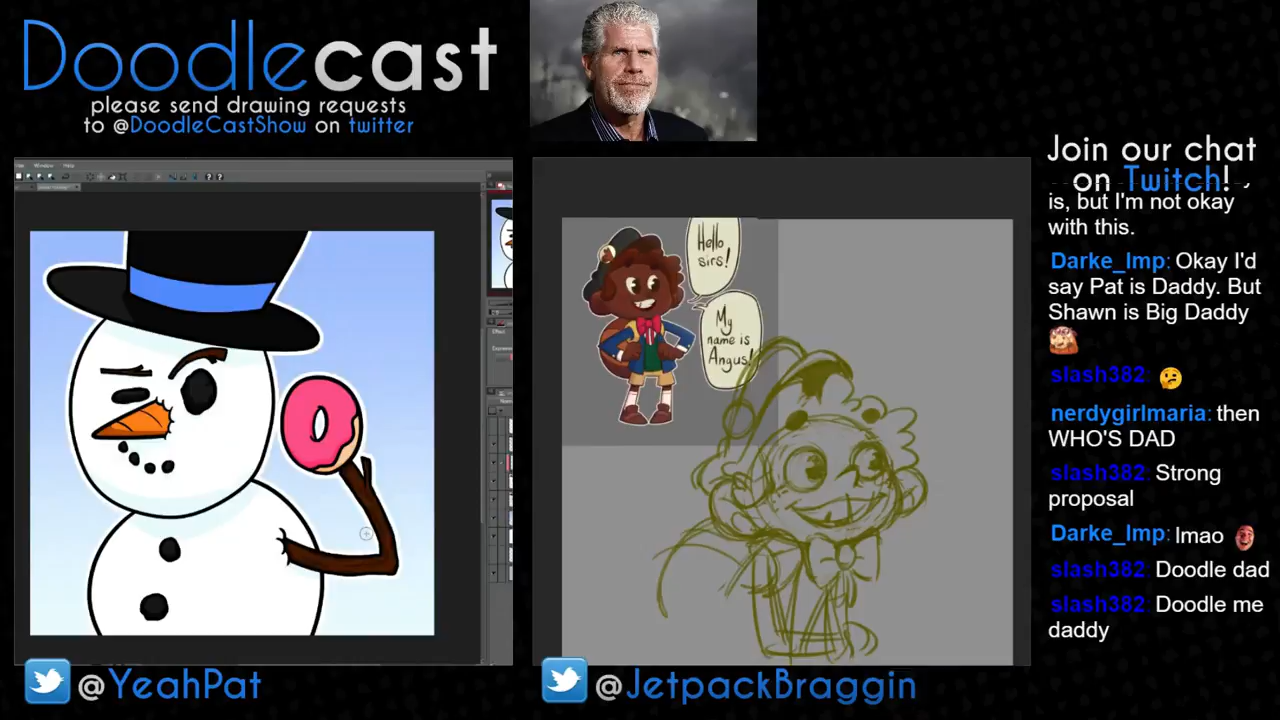 Doodlecast
please send drawing requests
to @DoodleCastShow on twitter
Window Help
Hello
sirs!
My
name is
Angus!
Join our chat
on Twitch!
is, but I'm not okay
with this.
Darke_Imp: Okay I'd
say Pat is Daddy. But
Shawn is Big Daddy
slash382:
nerdygirlmaria: then
WHO'S DAD
slash382: Strong
proposal
Darke_Imp: lmao
slash382: Doodle dad
slash382: Doodle me
daddy
@YeahPat
@JetpackBraggin